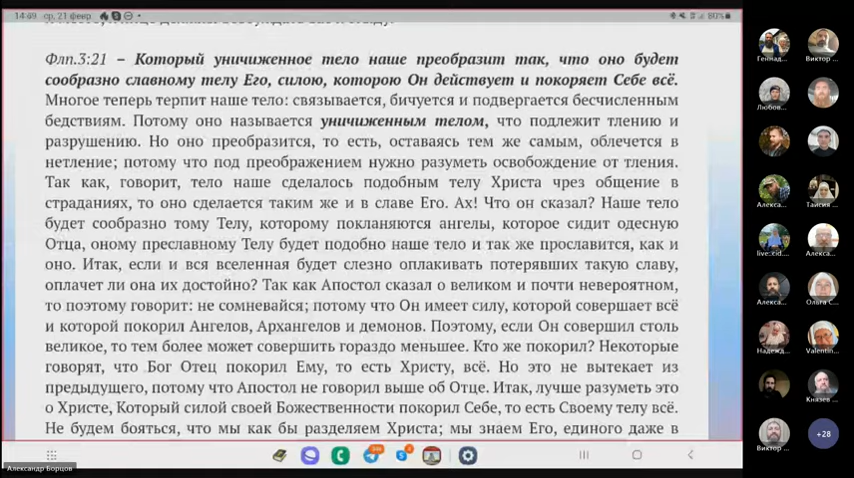 14:49 ср, 21 февр.
80%
Флп.3:21 – Который уничиженное тело наше преобразит так, что оно будет
сообразно славному телу Его, силою, которою Он действует и покоряет Себе всё.
Многое теперь терпит наше тело: связывается, бичуется и подвергается бесчисленным
бедствиям. Потому оно называется уничиженным телом, что подлежит тлению и
разрушению. Но оно преобразится, то есть, оставаясь тем же самым, облечется в
нетление; потому что под преображением нужно разуметь освобождение от тления.
Так как, говорит, тело наше сделалось подобным телу Христа чрез общение в
страданиях, то оно сделается таким же и в славе Его. Ах! Что он сказал? Наше тело
будет сообразно тому Телу, которому покланяются ангелы, которое сидит одесную
Отца, оному преславному Телу будет подобно наше тело и так же прославится, как и
оно. Итак, если и вся вселенная будет слезно оплакивать потерявших такую славу,
оплачет ли она их достойно? Так как Апостол сказал о великом и почти невероятном,
то поэтому говорит: не сомневайся; потому что Он имеет силу, которой совершает всё
и которой покорил Ангелов, Архангелов и демонов. Поэтому, если Он совершил столь
великое, то тем более может совершить гораздо меньшее. Кто же покорил? Некоторые
говорят, что Бог Отец покорил Ему, то есть Христу, всё. Но это не вытекает из
предыдущего, потому что Апостол не говорил выше об Отце. Итак, лучше разуметь это
о Христе, Который силой своей Божественности покорил Себе, то есть Своему телу всё.
Не будем бояться, что мы как бы разделяем Христа; мы знаем Его, единого даже в
Александр Борцов
Геннад...
Виктор ...
Любов...
Алекса...
Таисия ...
live:.cid....
Алекса...
Алекса...
Ольга С...
Надежд...
Valentin...
Князев ...
Виктор ...
+28